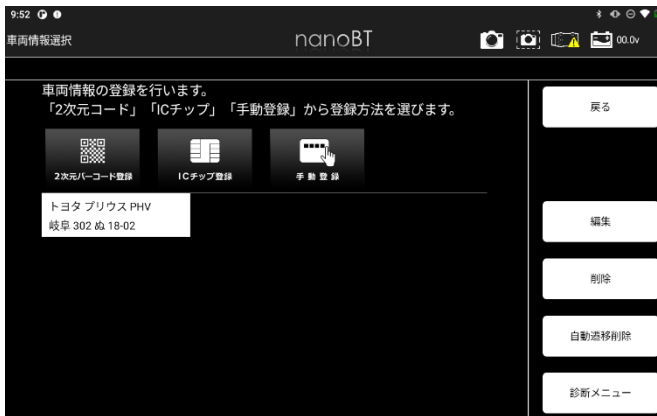 9:52
車両情報選択
nanoBT
00.0v
車両情報の登録を行います。
「2次元コード」「ICチップ」「手動登録」から登録方法を選びます。
2次元バーコード登録
ICチップ登録
手動登録
トヨタ プリウス PHV
岐阜 302 ぬ 18-02
戻る
編集
削除
自動遷移削除
診断メニュー